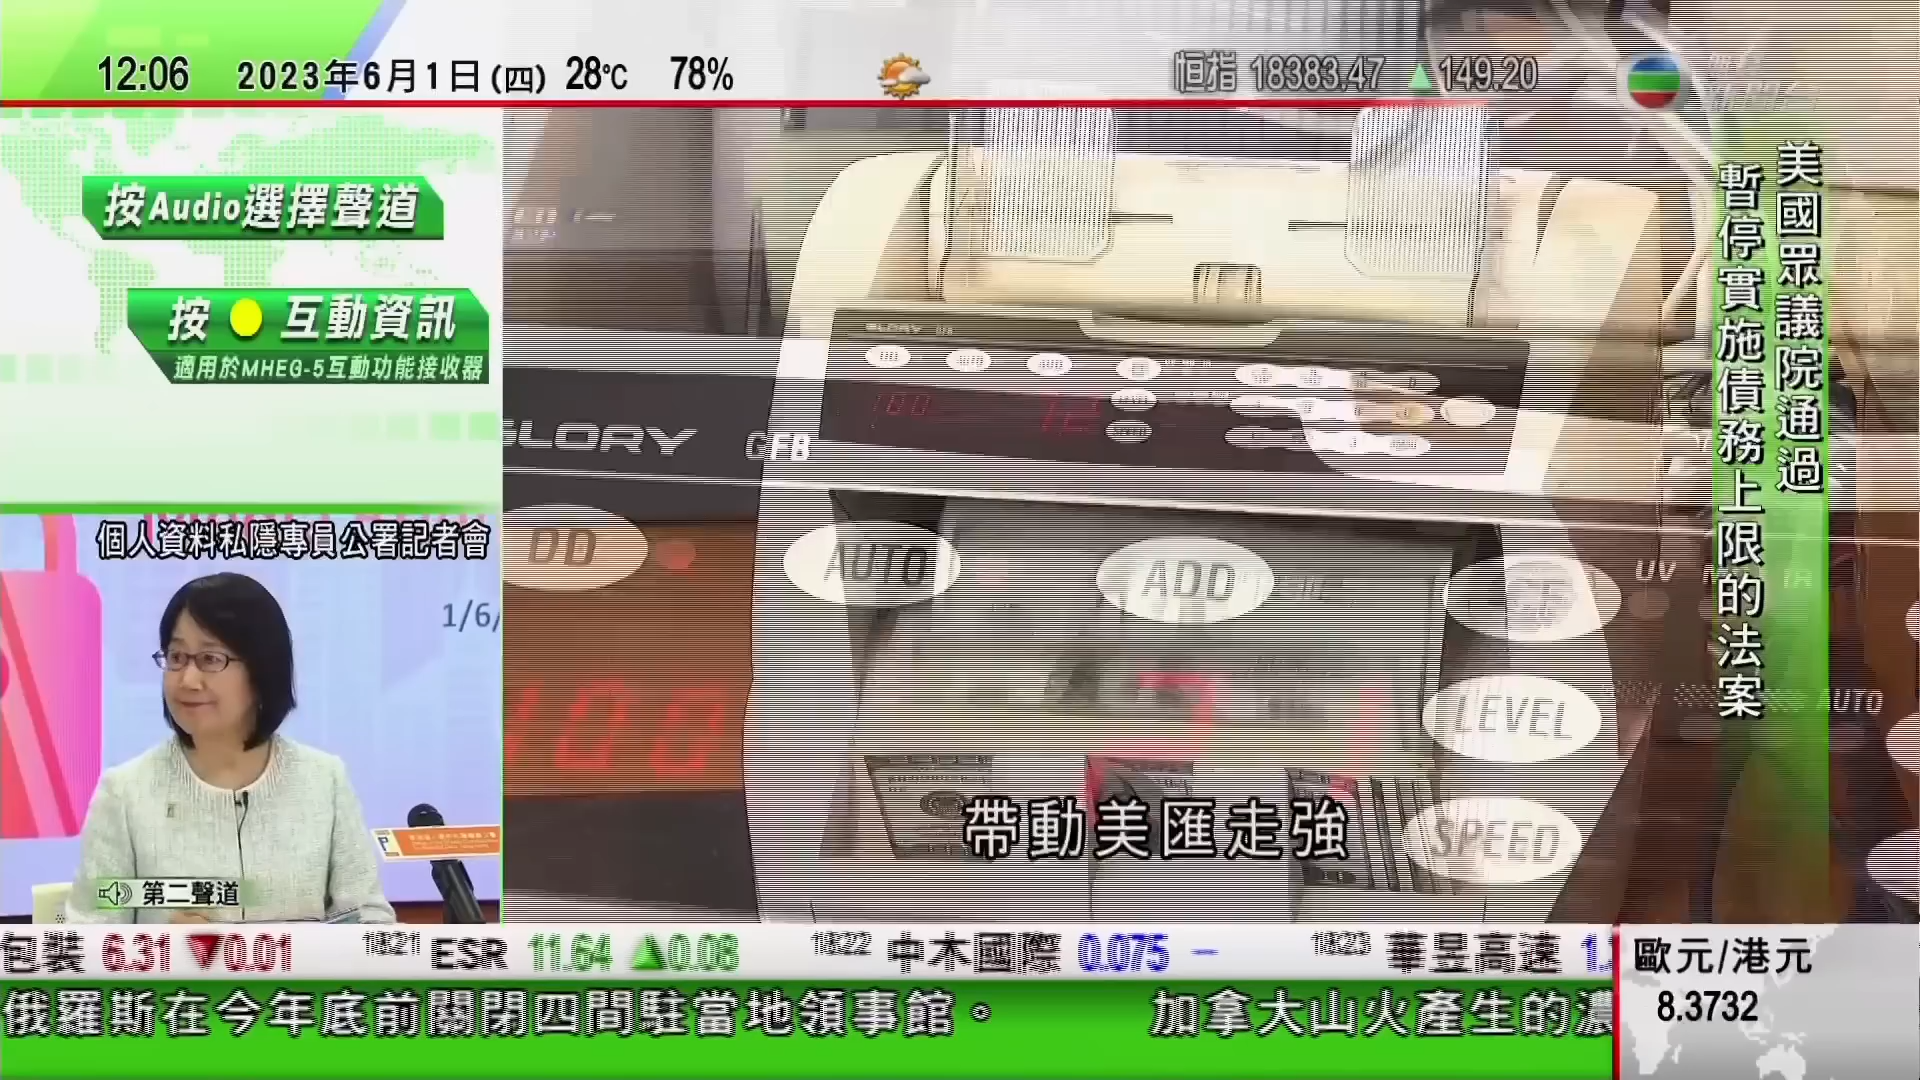 12:06
2023年6月1日(四)
28℃
78%
恒指 18383.47 ▲149.20
按Audio選擇聲道
按 互動資訊
適用於MHEG-5互動功能接收器
個人資料私隱專員公署記者會
1/6/
第二聲道
美國眾議院通過
暫停實施債務上限的法案
GLORY GFB
DD
AUTO
ADD
CF
UV
LEVEL
AUTO
SPEED
帶動美匯走強
包裝 6.31 ▼0.01 1821 ESR 11.64 ▲0.08 1822 中木國際 0.075 – 1823 華昱高速
俄羅斯在今年底前關閉四間駐當地領事館。 加拿大山火產生的濃
歐元/港元
8.3732